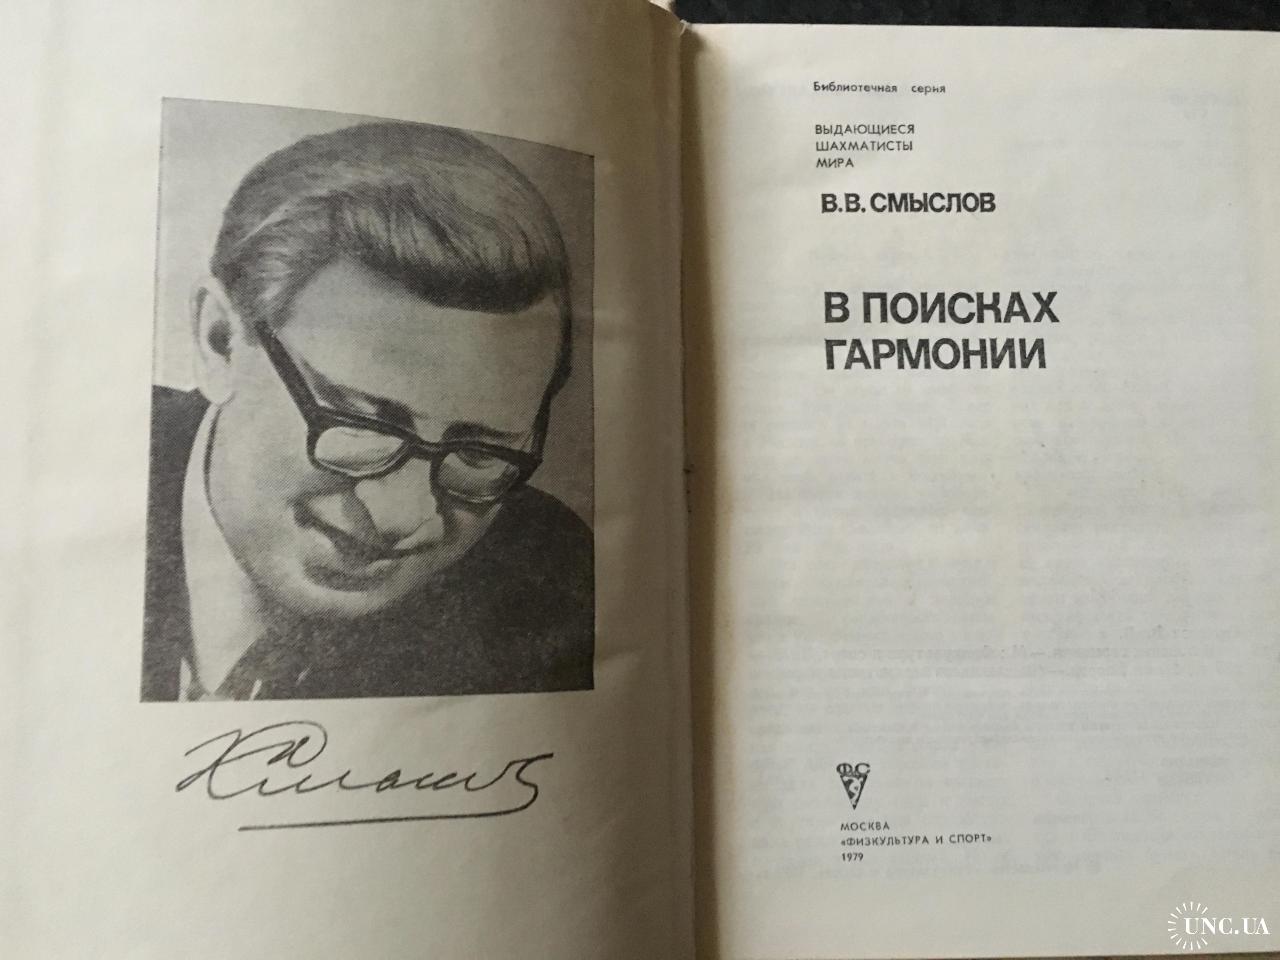 Библиотечная серия
ВЫДАЮЩИЕСЯ
ШАХМАТИСТЫ
МИРА
В.В.СМЫСЛОВ
В ПОИСКАХ
ГАРМОНИИ
ФС
МОСКВА
«ФИЗКУЛЬТУРА И СПОРТ»
1979
UNC.UA